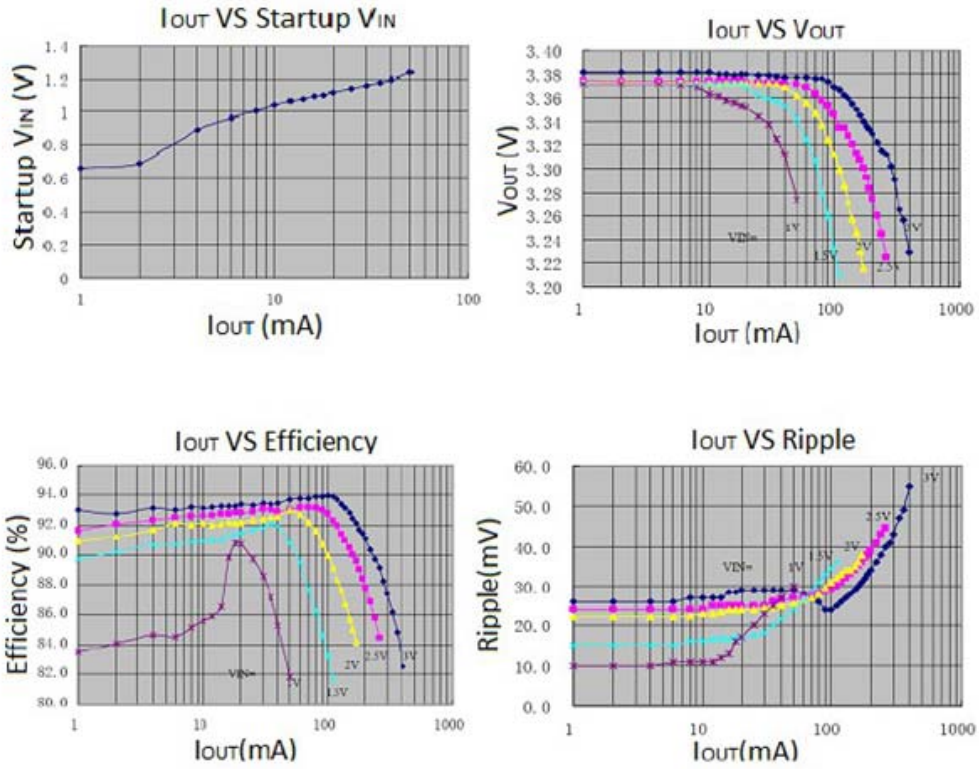 IOUT VS Startup VIN
Startup VIN (V)
1.4
1.2
1
0.8
0.6
0.4
0.2
0
1
10
100
IOUT (mA)
IOUT VS VOUT
VOUT (V)
3.40
3.38
3.36
3.34
3.32
3.30
3.28
3.26
3.24
3.22
3.20
VIN=
1V
1.5V
2V
2.5V
3V
1
10
100
1000
IOUT (mA)
IOUT VS Efficiency
Efficiency (%)
96.0
94.0
92.0
90.0
88.0
86.0
84.0
82.0
80.0
VIN=
1.5V
2V
2.5V
3V
1
10
100
1000
IOUT(mA)
IOUT VS Ripple
Ripple(mV)
60.0
50.0
40.0
30.0
20.0
10.0
0.0
VIN=
1V
1.5V
2V
2.5V
3V
1
10
100
1000
IOUT(mA)